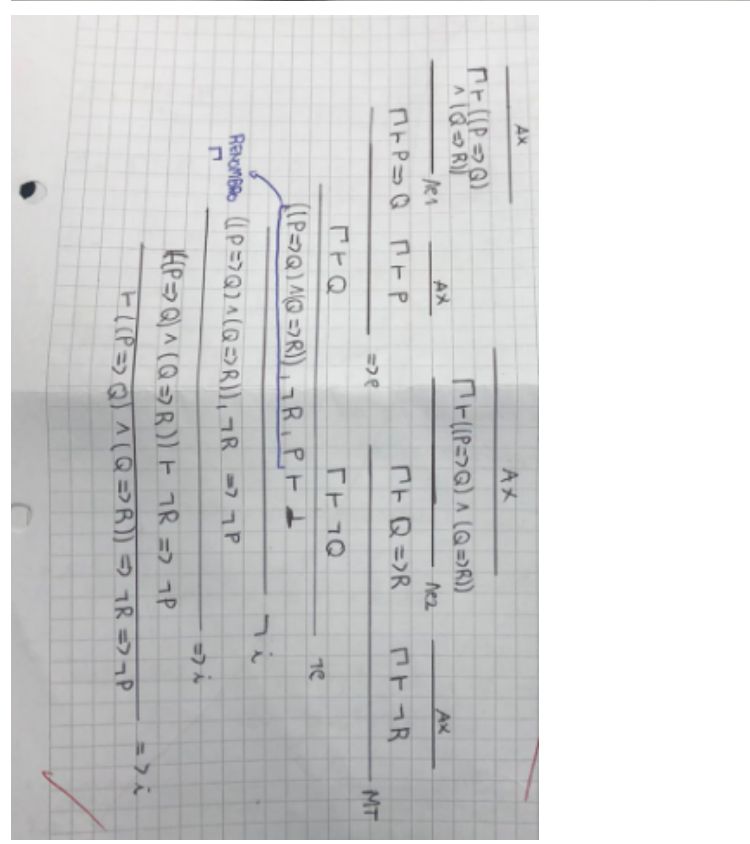 AX
Γ ⊢ ((P => Q)
∧ (Q => R))
AX
Γ ⊢ ((P => Q) ∧ (Q => R))
∧e1
AX
∧e2
AX
Γ ⊢ P => Q Γ ⊢ P
=>e
Γ ⊢ Q => R Γ ⊢ ¬R
MT
Γ ⊢ Q Γ ⊢ ¬Q
¬e
((P => Q) ∧ (Q => R)), ¬R, P ⊢ ⊥
¬i
RENOMBRO
Γ
((P => Q) ∧ (Q => R)), ¬R => ¬P
=>i
((P => Q) ∧ (Q => R)) ⊢ ¬R => ¬P
=>i
⊢ ((P => Q) ∧ (Q => R)) => ¬R => ¬P